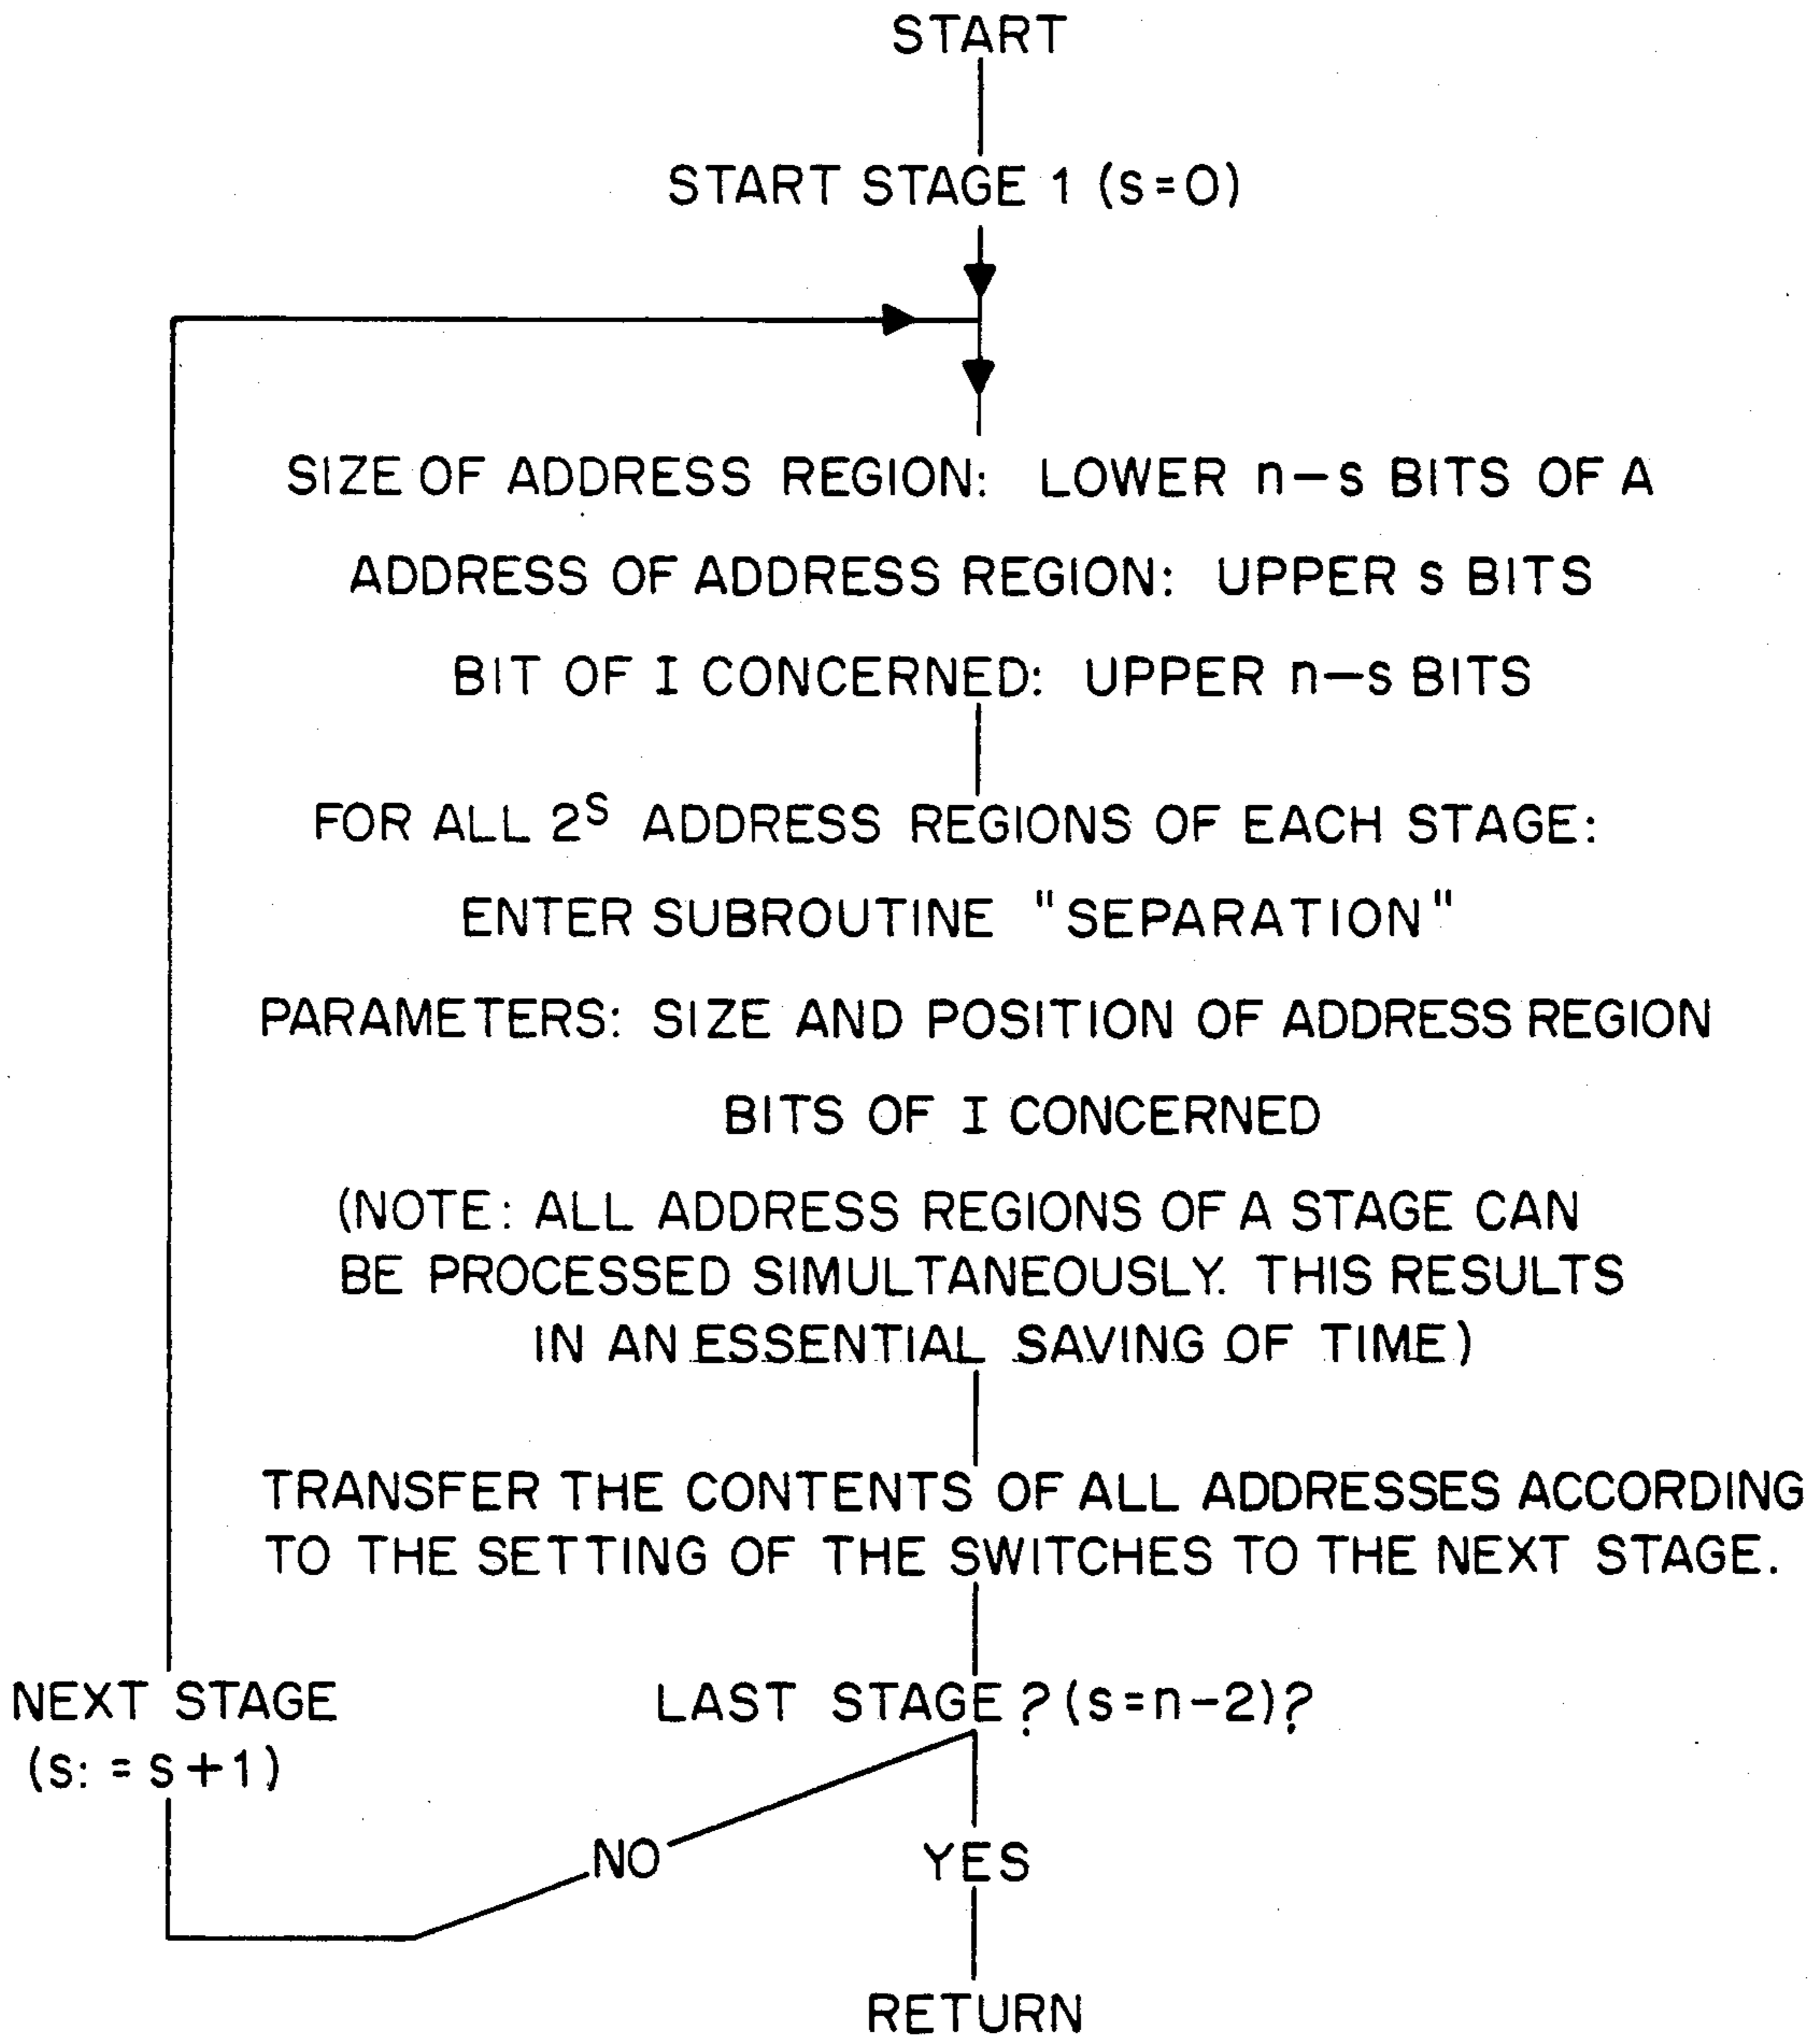 START
START STAGE 1 (s=0)
SIZE OF ADDRESS REGION: LOWER n-s BITS OF A
ADDRESS OF ADDRESS REGION: UPPER s BITS
BIT OF I CONCERNED: UPPER n-s BITS
FOR ALL 2^S ADDRESS REGIONS OF EACH STAGE:
ENTER SUBROUTINE "SEPARATION"
PARAMETERS: SIZE AND POSITION OF ADDRESS REGION
BITS OF I CONCERNED
(NOTE: ALL ADDRESS REGIONS OF A STAGE CAN
BE PROCESSED SIMULTANEOUSLY. THIS RESULTS
IN AN ESSENTIAL SAVING OF TIME)
TRANSFER THE CONTENTS OF ALL ADDRESSES ACCORDING
TO THE SETTING OF THE SWITCHES TO THE NEXT STAGE.
NEXT STAGE
(s: = s+1)
LAST STAGE ? (s=n-2)?
NO
YES
RETURN